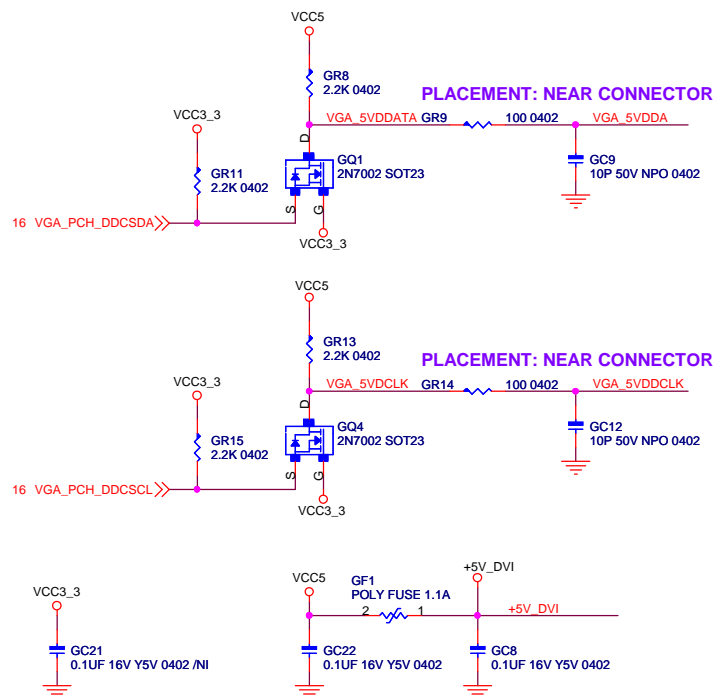 VCC5
GR8
2.2K 0402
PLACEMENT: NEAR CONNECTOR
VCC3_3
VGA_5VDDATA GR9 100 0402 VGA_5VDDA
D
GQ1
2N7002 SOT23
GC9
10P 50V NPO 0402
GR11
2.2K 0402
S G
16 VGA_PCH_DDCSDA
VCC3_3
VCC5
GR13
2.2K 0402
PLACEMENT: NEAR CONNECTOR
VCC3_3
VGA_5VDCLK GR14 100 0402 VGA_5VDDCLK
D
GQ4
2N7002 SOT23
GC12
10P 50V NPO 0402
GR15
2.2K 0402
S G
16 VGA_PCH_DDCSCL
VCC3_3
+5V_DVI
VCC5
GF1
POLY FUSE 1.1A
VCC3_3
2 1 +5V_DVI
GC21
0.1UF 16V Y5V 0402 /NI
GC22
0.1UF 16V Y5V 0402
GC8
0.1UF 16V Y5V 0402